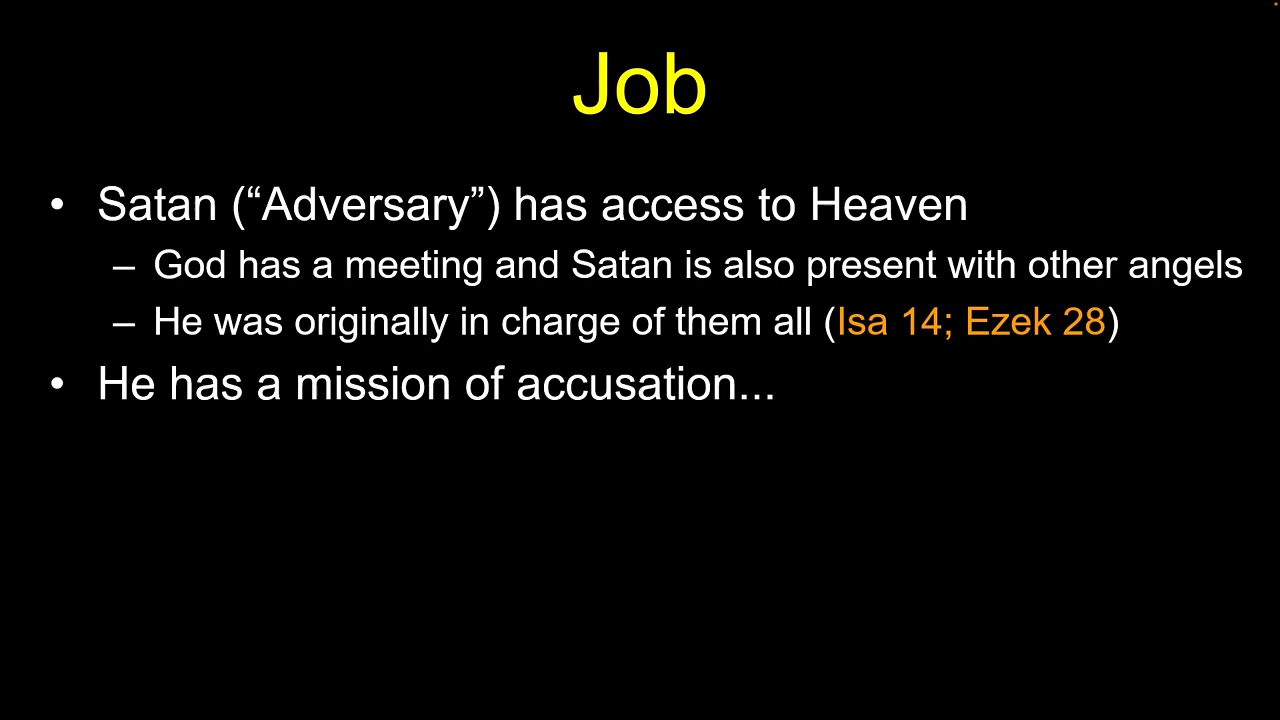 Job
• Satan (“Adversary”) has access to Heaven
– God has a meeting and Satan is also present with other angels
– He was originally in charge of them all (Isa 14; Ezek 28)
• He has a mission of accusation...